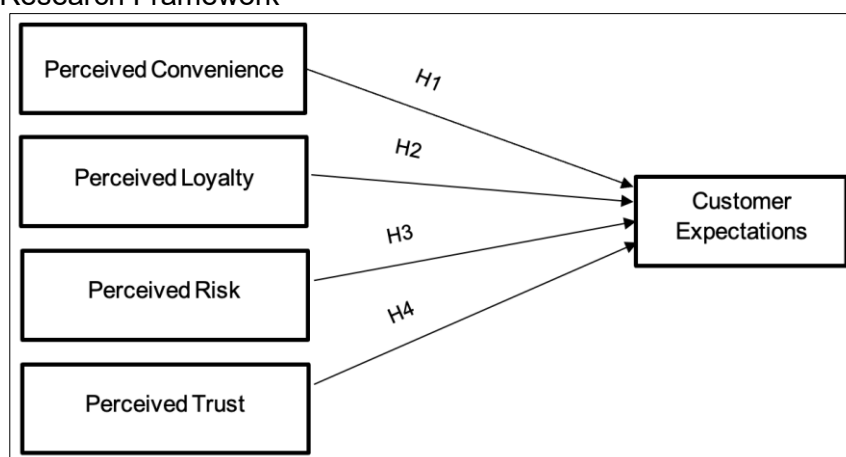 Research Framework
Perceived Convenience
H1
Perceived Loyalty
H2
Customer
Expectations
Perceived Risk
H3
Perceived Trust
H4